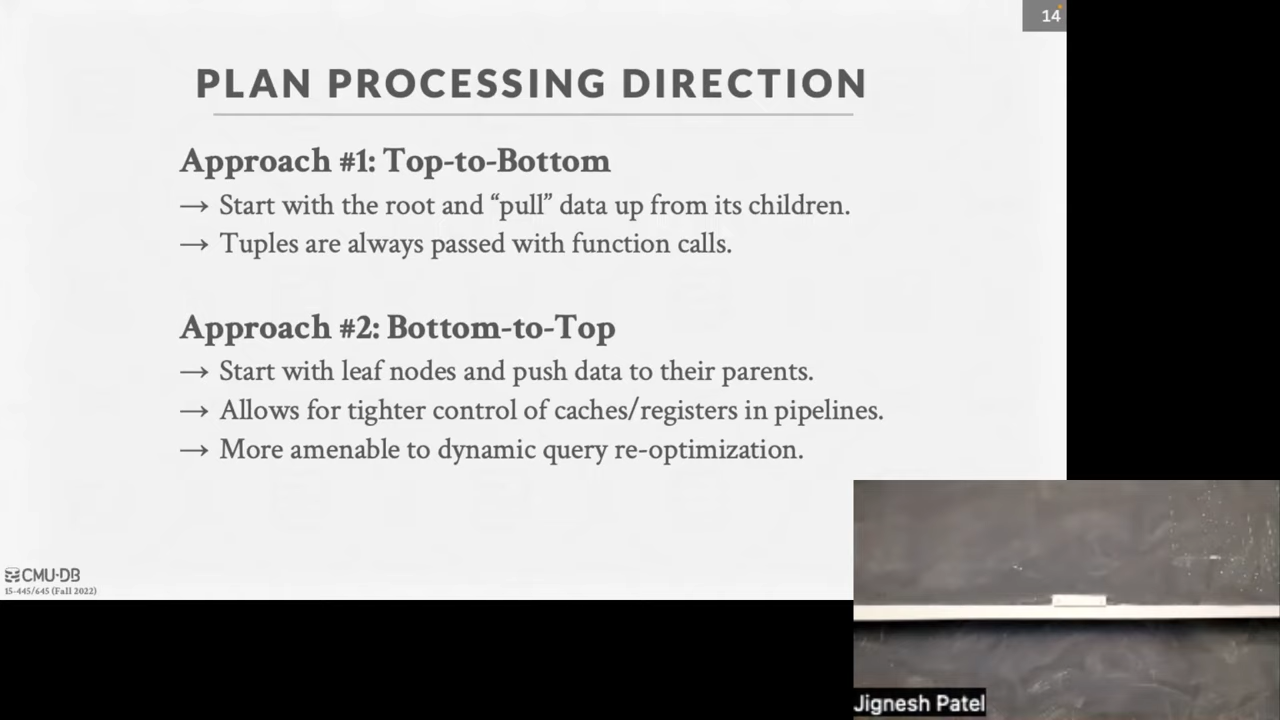 14
PLAN PROCESSING DIRECTION
Approach #1: Top-to-Bottom
→ Start with the root and “pull” data up from its children.
→ Tuples are always passed with function calls.
Approach #2: Bottom-to-Top
→ Start with leaf nodes and push data to their parents.
→ Allows for tighter control of caches/registers in pipelines.
→ More amenable to dynamic query re-optimization.
CMU·DB
15-445/645 (Fall 2022)
Jignesh Patel